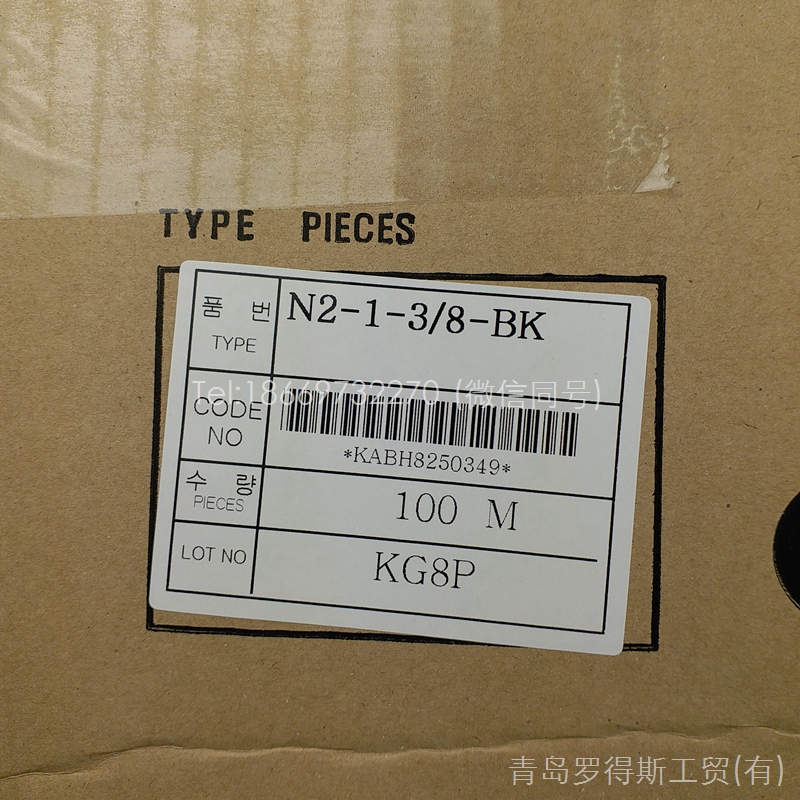 TYPE PIECES
품 번 N2-1-3/8-BK
TYPE
Tel:18669732270 (微信同号)
CODE
NO
*KABH8250349*
수 량 100 M
PIECES
LOT NO KG8P
青岛罗得斯工贸(有)